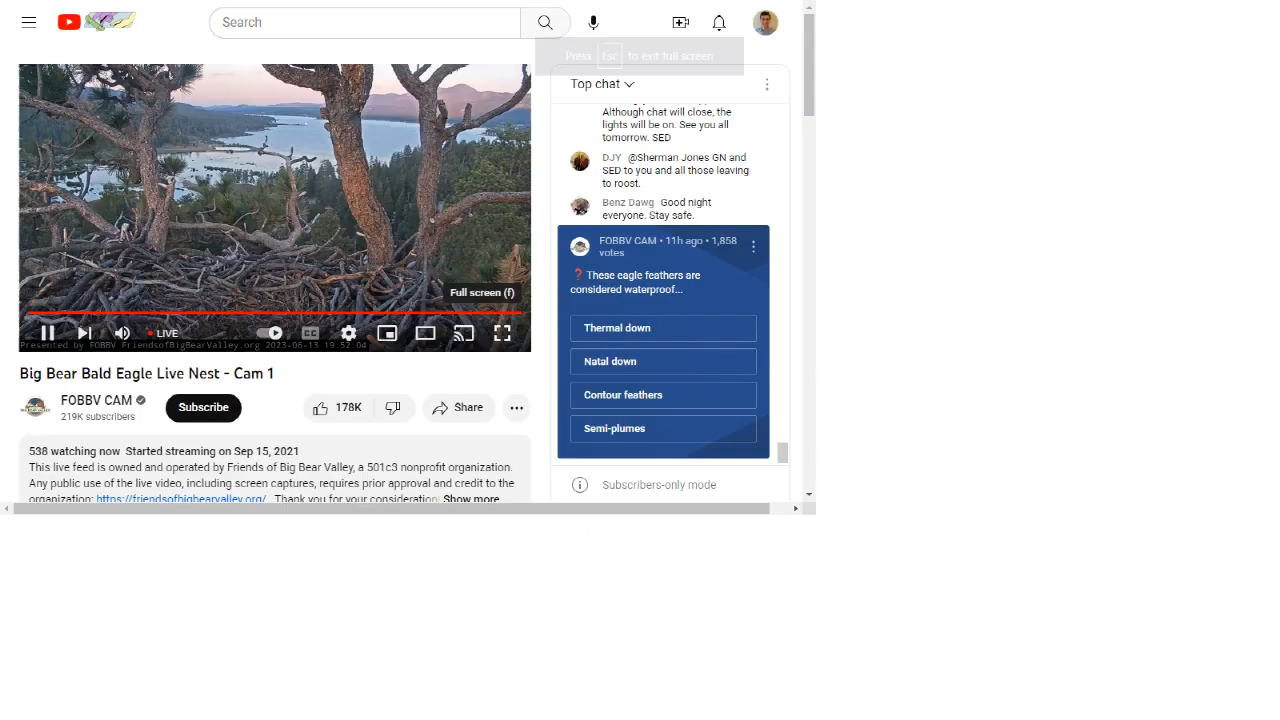 Search
Press Esc to exit full screen
Top chat
Although chat will close, the
lights will be on. See you all
tomorrow. SED
DJY @Sherman Jones GN and
SED to you and all those leaving
to roost.
Benz Dawg Good night
everyone. Stay safe.
FOBBV CAM • 11h ago • 1,858
votes
❓These eagle feathers are
considered waterproof...
Thermal down
Natal down
Contour feathers
Semi-plumes
Subscribers-only mode
Full screen (f)
LIVE
CC
Presented by FOBBV FriendsofBigBearValley.org 2023-06-13 19:52:04
Big Bear Bald Eagle Live Nest - Cam 1
FOBBV CAM
219K subscribers
Subscribe
178K
Share
538 watching now Started streaming on Sep 15, 2021
This live feed is owned and operated by Friends of Big Bear Valley, a 501c3 nonprofit organization.
Any public use of the live video, including screen captures, requires prior approval and credit to the
organization: https://friendsofbigbearvalley.org/ . Thank you for your consideration Show more